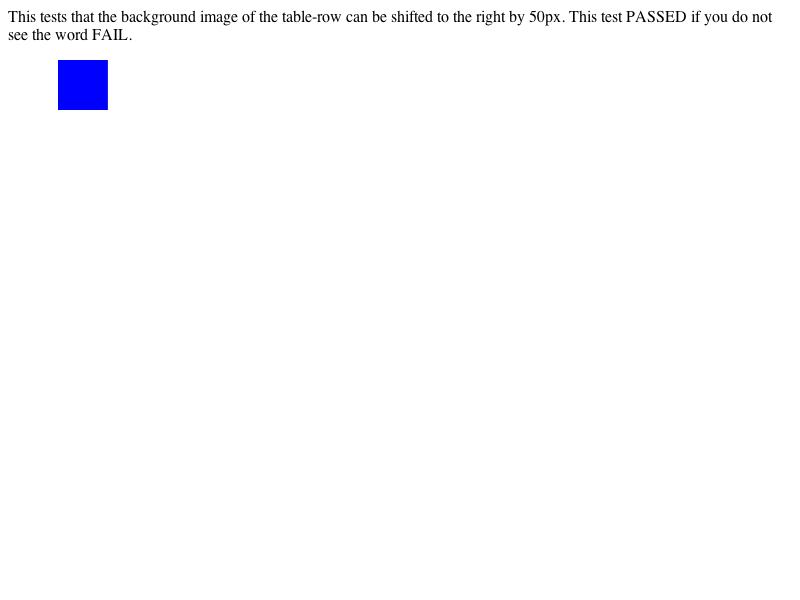 This tests that the background image of the table-row can be shifted to the right by 50px. This test PASSED if you do not
see the word FAIL.